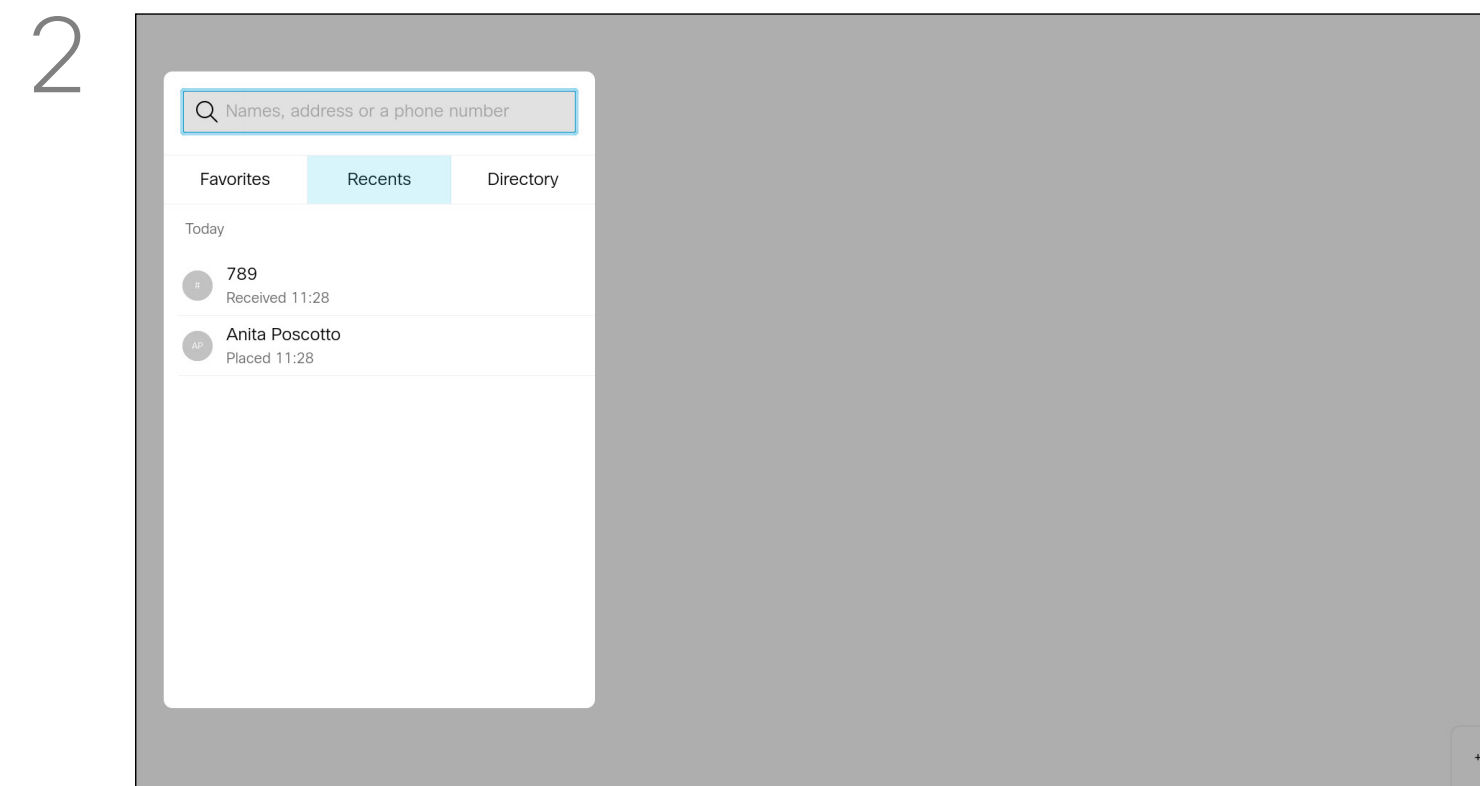 2
Names, address or a phone number
Favorites Recents Directory
Today
#
789
Received 11:28
AP
Anita Poscotto
Placed 11:28
+